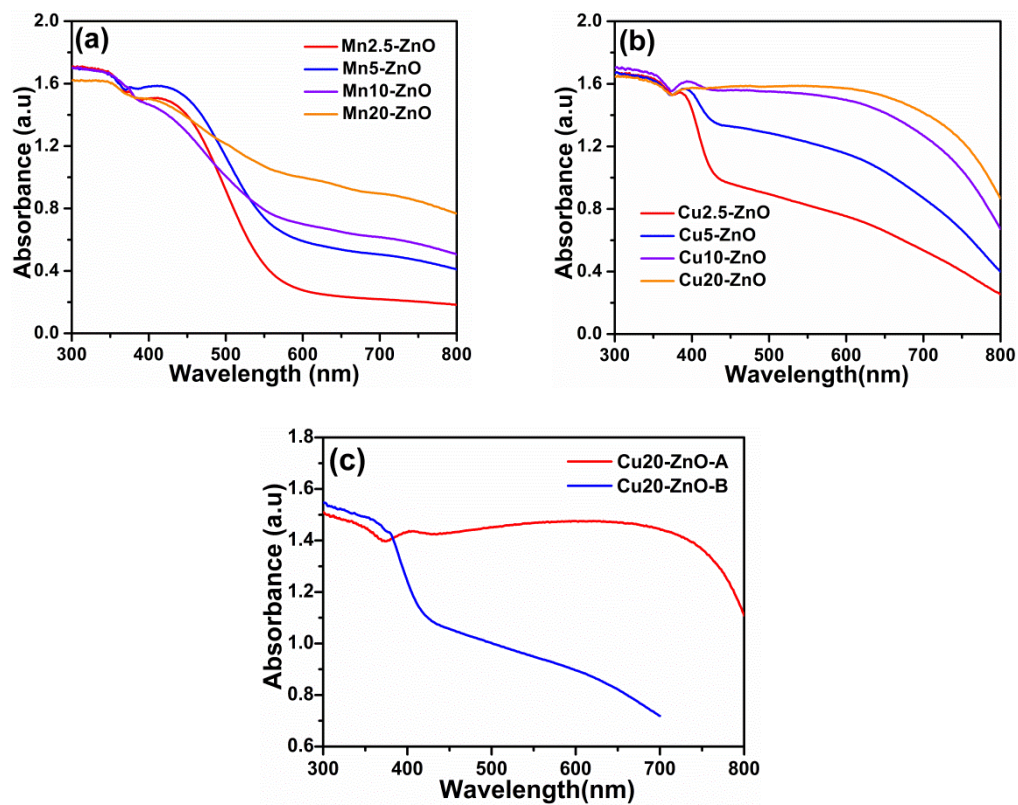 (a)
Mn2.5-ZnO
Mn5-ZnO
Mn10-ZnO
Mn20-ZnO
Absorbance (a.u)
2.0
1.6
1.2
0.8
0.4
0.0
300 400 500 600 700 800
Wavelength (nm)
(b)
Cu2.5-ZnO
Cu5-ZnO
Cu10-ZnO
Cu20-ZnO
Absorbance (a.u)
2.0
1.6
1.2
0.8
0.4
0.0
300 400 500 600 700 800
Wavelength(nm)
(c)
Cu20-ZnO-A
Cu20-ZnO-B
Absorbance (a.u)
1.8
1.6
1.4
1.2
1.0
0.8
0.6
300 400 500 600 700 800
Wavelength(nm)